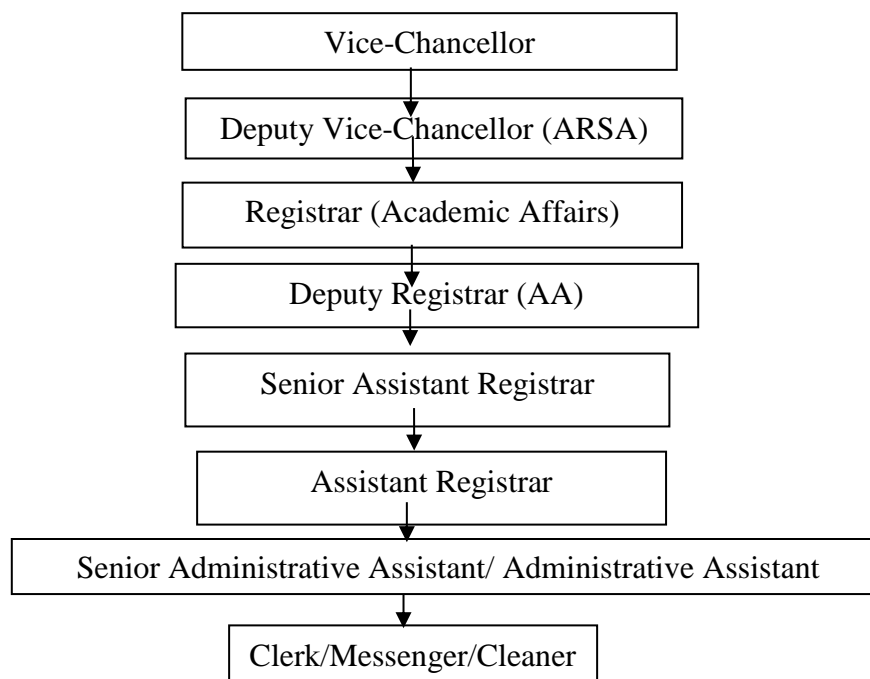 Vice-Chancellor
Deputy Vice-Chancellor (ARSA)
Registrar (Academic Affairs)
Deputy Registrar (AA)
Senior Assistant Registrar
Assistant Registrar
Senior Administrative Assistant/ Administrative Assistant
Clerk/Messenger/Cleaner